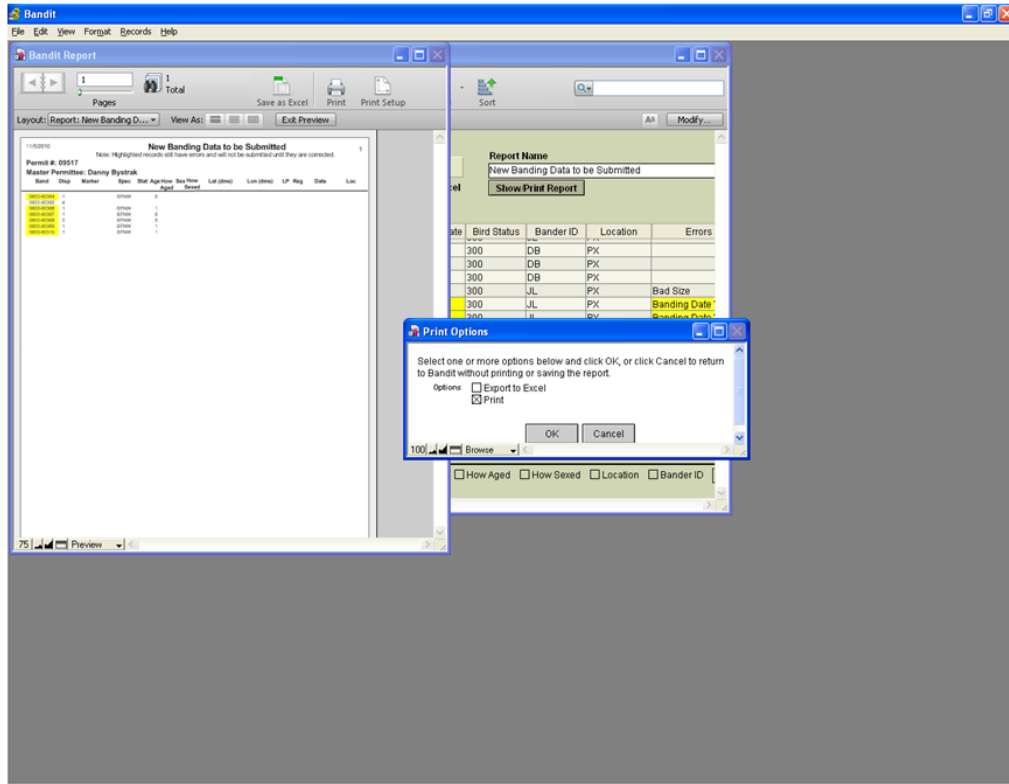 Bandit
File Edit View Format Records Help
Bandit Report
1
1
Total
Pages
Save as Excel Print Print Setup
Sort
Layout: Report: New Banding D... View As: Exit Preview
Modify...
11/5/2010 New Banding Data to be Submitted 1
Note: Highlighted records still have errors and will not be submitted until they are corrected.
Permit #: 09517
Master Permittee: Danny Bystrak
Band Disp Marker Spec Stat Age How Aged Sex How Sexed Lat (dms) Lon (dms) LP Reg Date Loc
Report Name
New Banding Data to be Submitted
cel Show/Print Report
ate Bird Status Bander ID Location Errors
300 DB PX
300 DB PX
300 DB PX
300 JL PX Bad Size
300 JL PX Banding Date
300 JL PX Banding Date
Print Options
Select one or more options below and click OK, or click Cancel to return
to Bandit without printing or saving the report.
Options Export to Excel
Print
OK Cancel
100 Browse
How Aged How Sexed Location Bander ID
75 Preview